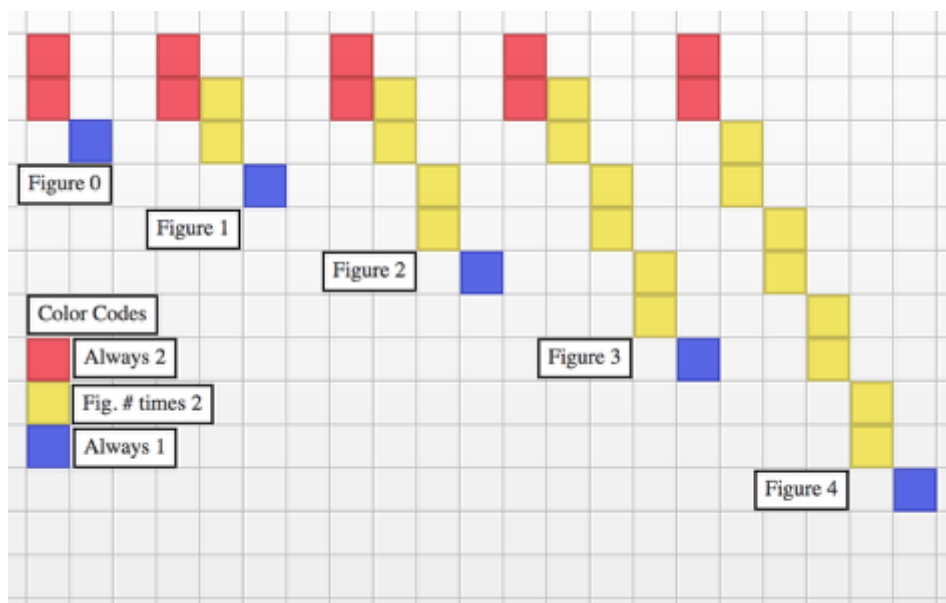 Figure 0
Figure 1
Figure 2
Color Codes
Always 2
Figure 3
Fig. # times 2
Always 1
Figure 4